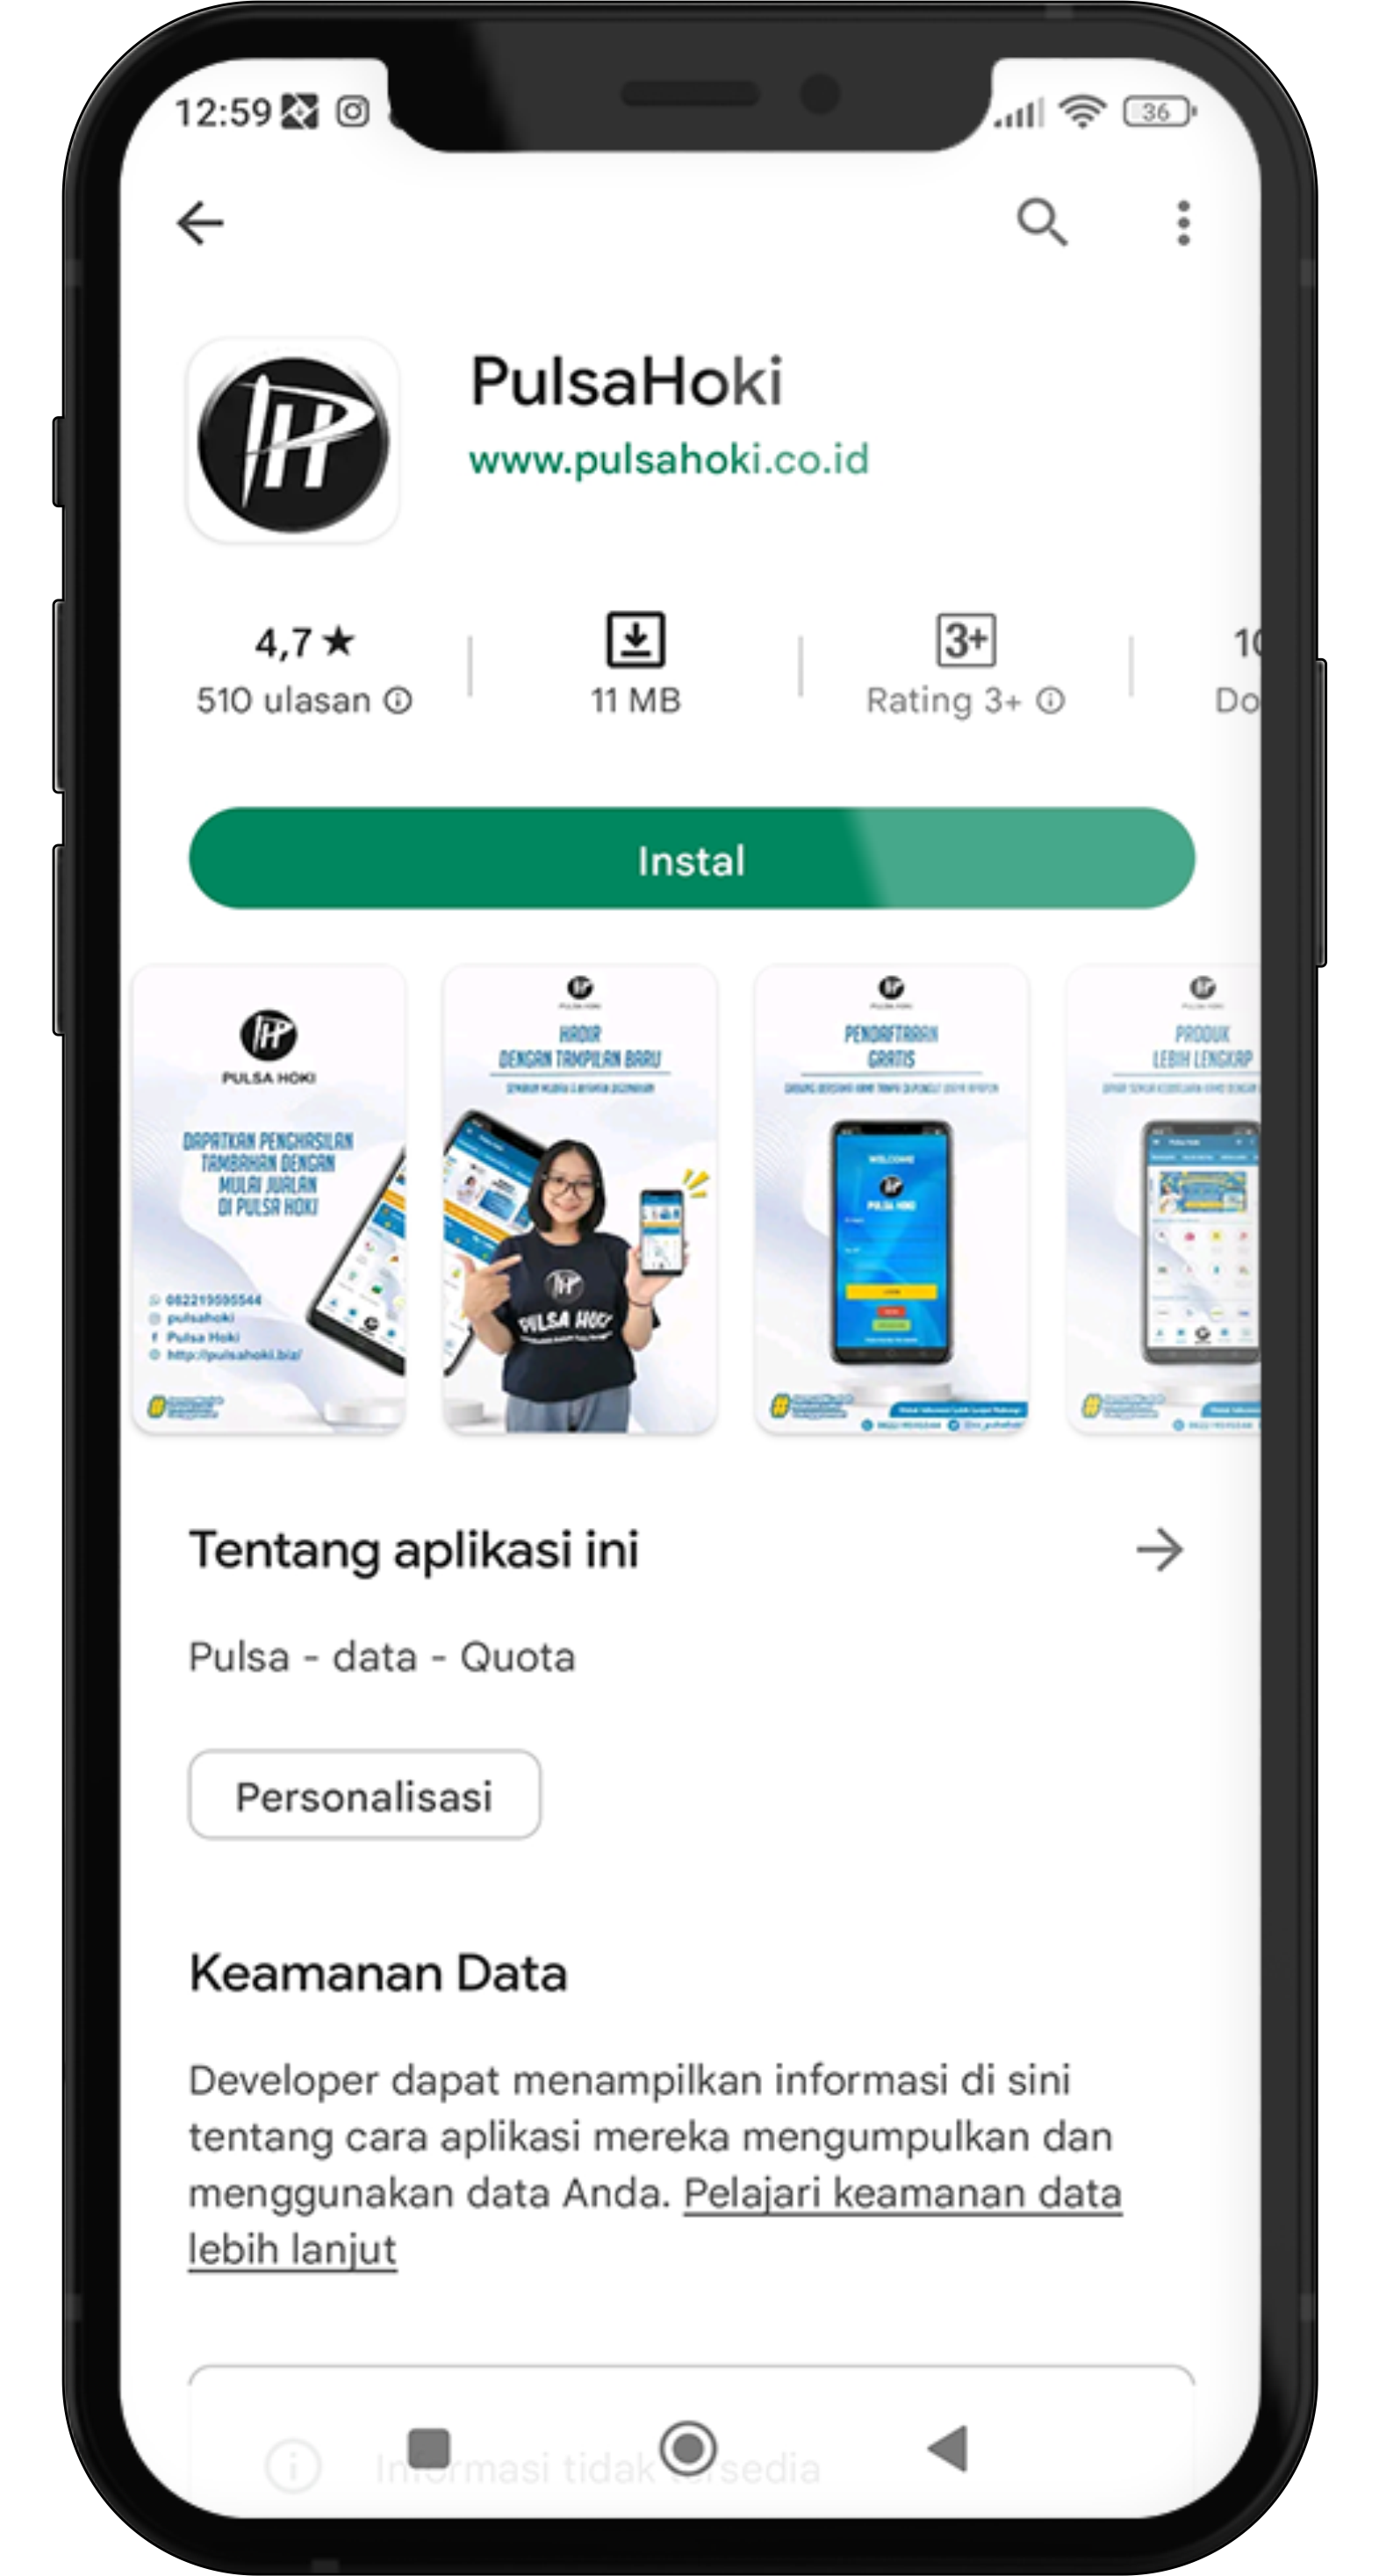 12:59
36
PulsaHoki
www.pulsahoki.co.id
4,7 ★
510 ulasan
11 MB
3+
Rating 3+
10
Do
Instal
PULSA HOKI
DAPATKAN PENGHASILAN
TAMBAHAN DENGAN
MULAI JUALAN
DI PULSA HOKI
082219595544
pulsahoki
Pulsa Hoki
http://pulsahoki.biz/
HADIR
DENGAN TAMPILAN BARU
PULSA HOKI
PENDAFTARAN
GRATIS
WELCOME
PULSA HOKI
PRODUK
LEBIH LENGKAP
Tentang aplikasi ini
Pulsa - data - Quota
Personalisasi
Keamanan Data
Developer dapat menampilkan informasi di sini
tentang cara aplikasi mereka mengumpulkan dan
menggunakan data Anda. Pelajari keamanan data
lebih lanjut
Informasi tidak tersedia